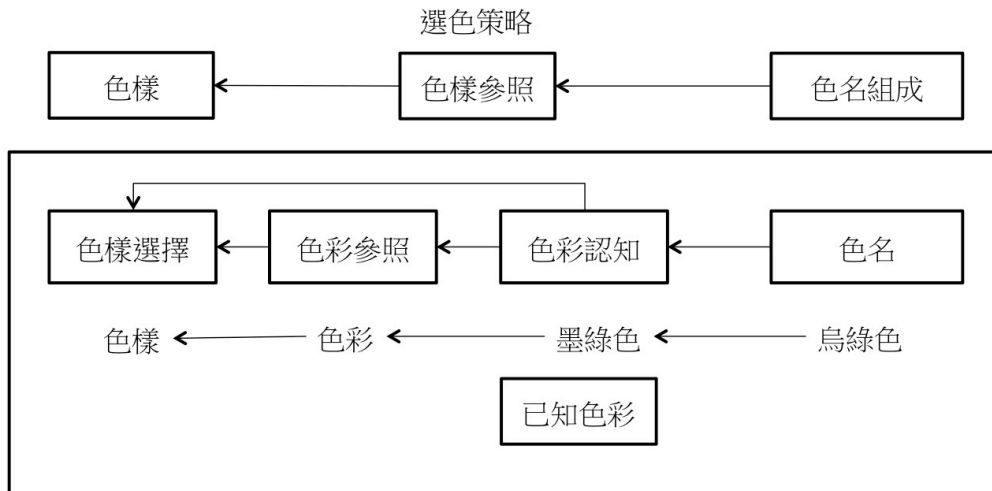 選色策略
色樣 色樣參照 色名組成
色樣選擇 色彩參照 色彩認知 色名
色樣 色彩 墨綠色 烏綠色
已知色彩